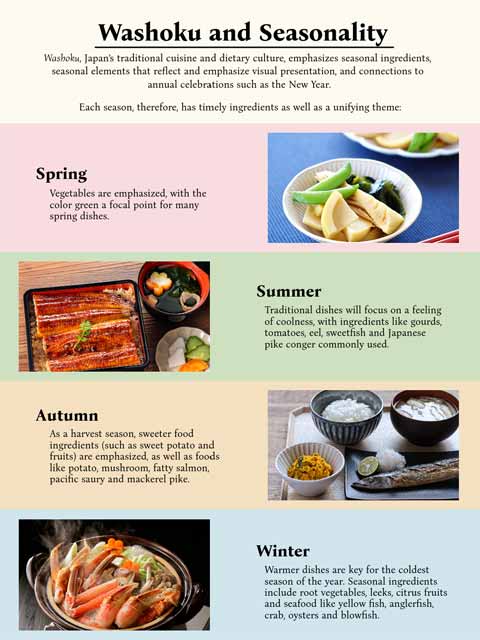 Washoku and Seasonality
Washoku, Japan's traditional cuisine and dietary culture, emphasizes seasonal ingredients,
seasonal elements that reflect and emphasize visual presentation, and connections to
annual celebrations such as the New Year.
Each season, therefore, has timely ingredients as well as a unifying theme:
Spring
Vegetables are emphasized, with the
color green a focal point for many
spring dishes.
Summer
Traditional dishes will focus on a feeling
of coolness, with ingredients like gourds,
tomatoes, eel, sweetfish and Japanese
pike conger commonly used.
Autumn
As a harvest season, sweeter food
ingredients (such as sweet potato and
fruits) are emphasized, as well as foods
like potato, mushroom, fatty salmon,
pacific saury and mackerel pike.
Winter
Warmer dishes are key for the coldest
season of the year. Seasonal ingredients
include root vegetables, leeks, citrus fruits
and seafood like yellow fish, anglerfish,
crab, oysters and blowfish.